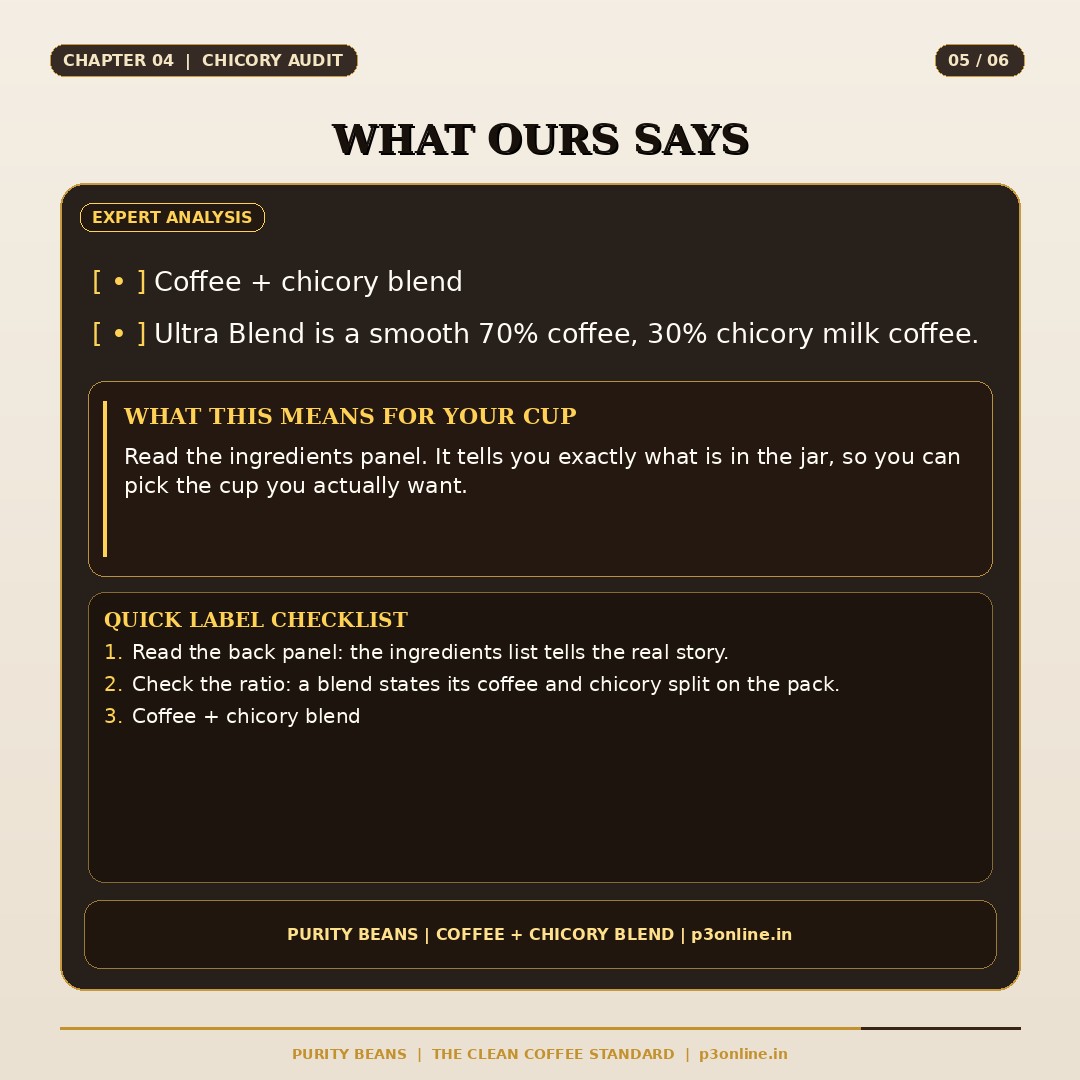 CHAPTER 04 | CHICORY AUDIT
05 / 06
WHAT OURS SAYS
EXPERT ANALYSIS
[ • ] Coffee + chicory blend
[ • ] Ultra Blend is a smooth 70% coffee, 30% chicory milk coffee.
WHAT THIS MEANS FOR YOUR CUP
Read the ingredients panel. It tells you exactly what is in the jar, so you can
pick the cup you actually want.
QUICK LABEL CHECKLIST
1. Read the back panel: the ingredients list tells the real story.
2. Check the ratio: a blend states its coffee and chicory split on the pack.
3. Coffee + chicory blend
PURITY BEANS | COFFEE + CHICORY BLEND | p3online.in
PURITY BEANS | THE CLEAN COFFEE STANDARD | p3online.in